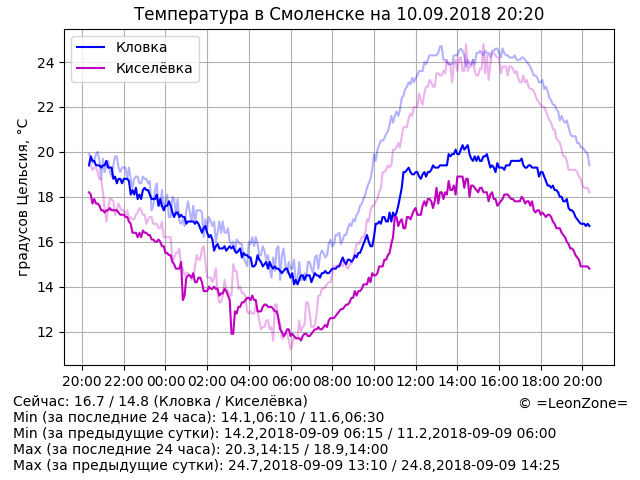 Температура в Смоленске на 10.09.2018 20:20
Кловка
Киселёвка
градусов Цельсия, °C
24
22
20
18
16
14
12
20:00 22:00 00:00 02:00 04:00 06:00 08:00 10:00 12:00 14:00 16:00 18:00 20:00
Сейчас: 16.7 / 14.8 (Кловка / Киселёвка)
© =LeonZone=
Min (за последние 24 часа): 14.1,06:10 / 11.6,06:30
Min (за предыдущие сутки): 14.2,2018-09-09 06:15 / 11.2,2018-09-09 06:00
Max (за последние 24 часа): 20.3,14:15 / 18.9,14:00
Max (за предыдущие сутки): 24.7,2018-09-09 13:10 / 24.8,2018-09-09 14:25